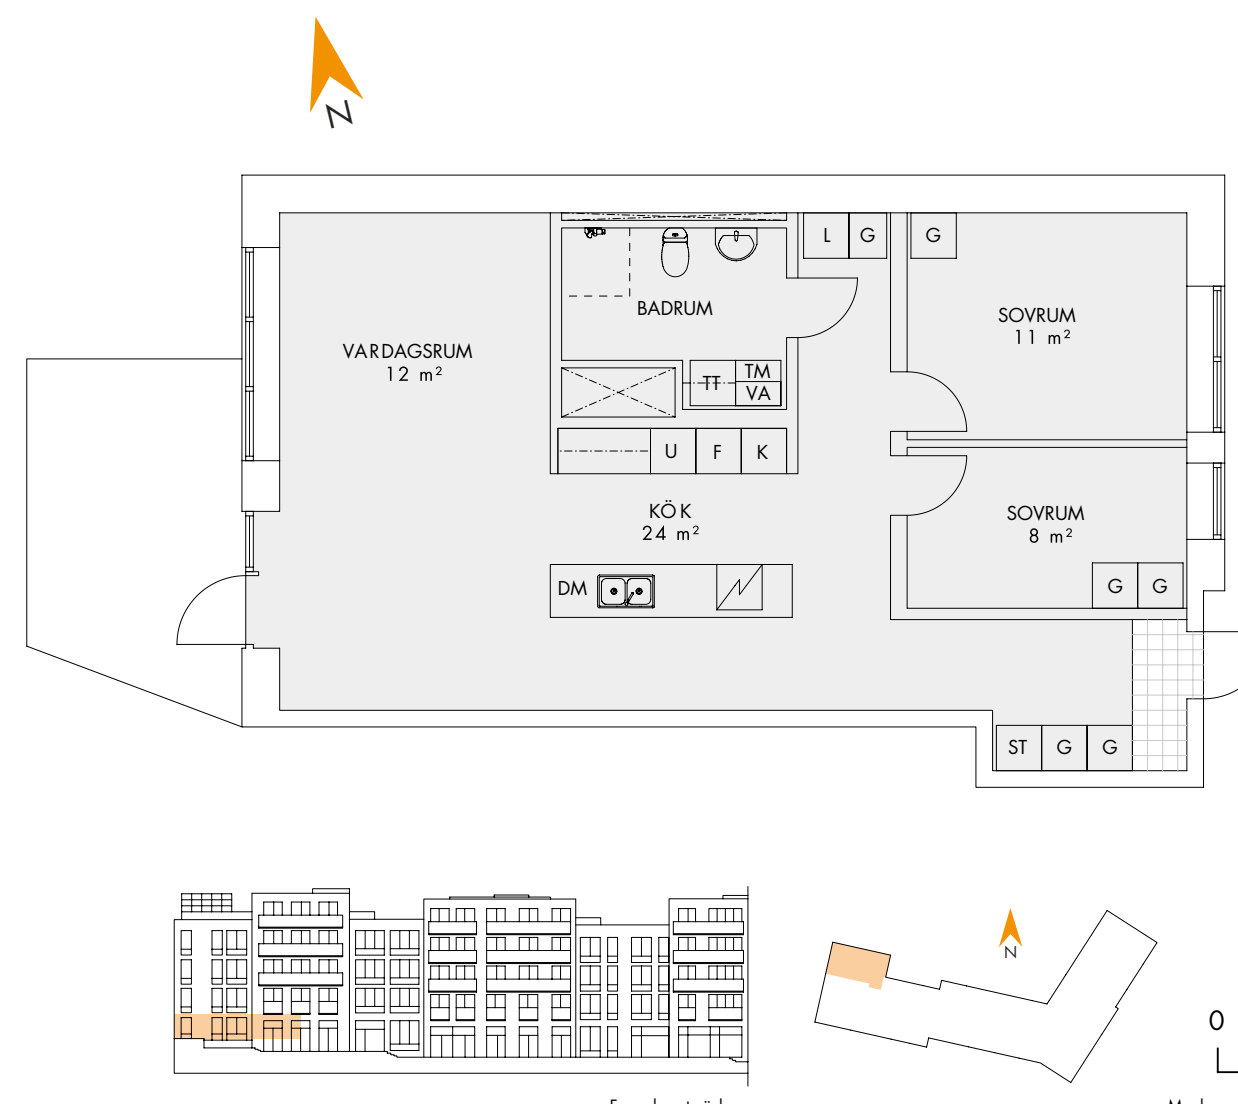 N
L
G
G
BADRUM
SOVRUM
11 m²
VARDAGSRUM
12 m²
TT
TM
VA
U
F
K
KÖK
24 m²
SOVRUM
8 m²
DM
G
G
ST
G
G
N
0